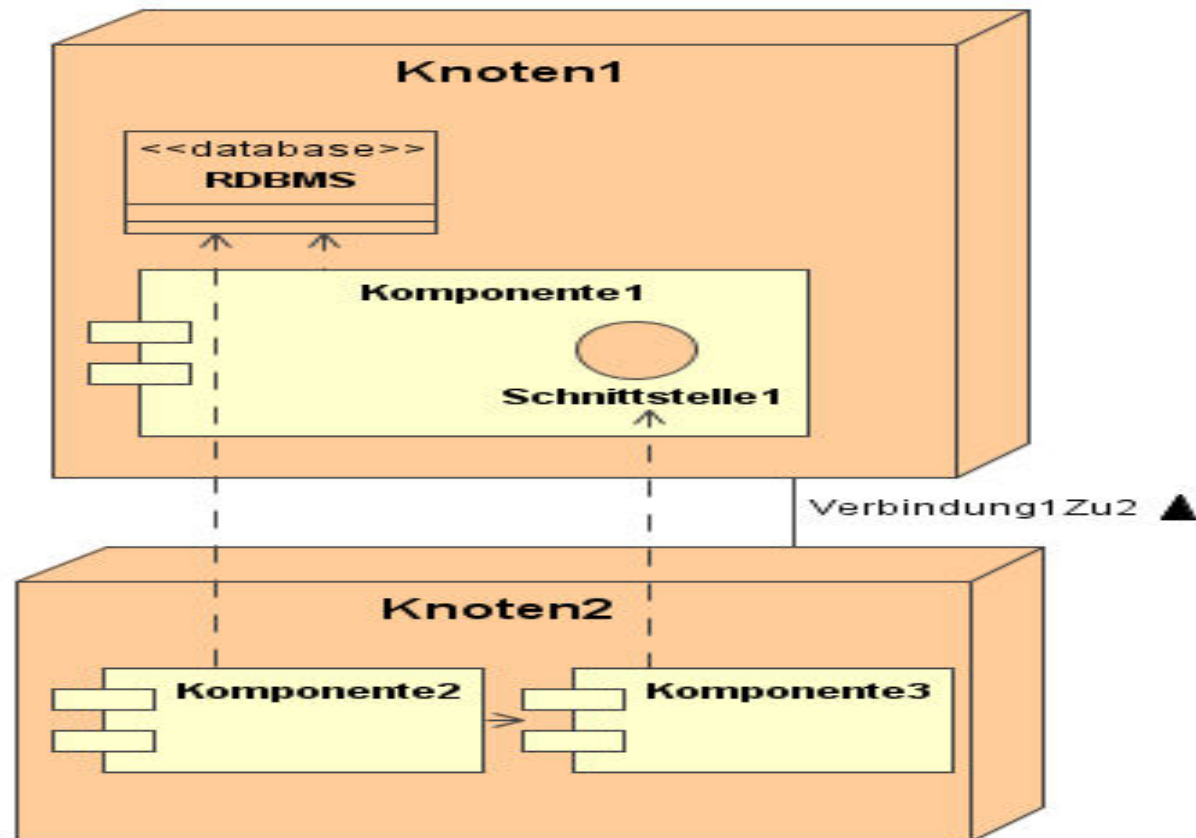 Knoten1
<<database>>
RDBMS
Komponente1
Schnittstelle1
Verbindung1Zu2
Knoten2
Komponente2
Komponente3